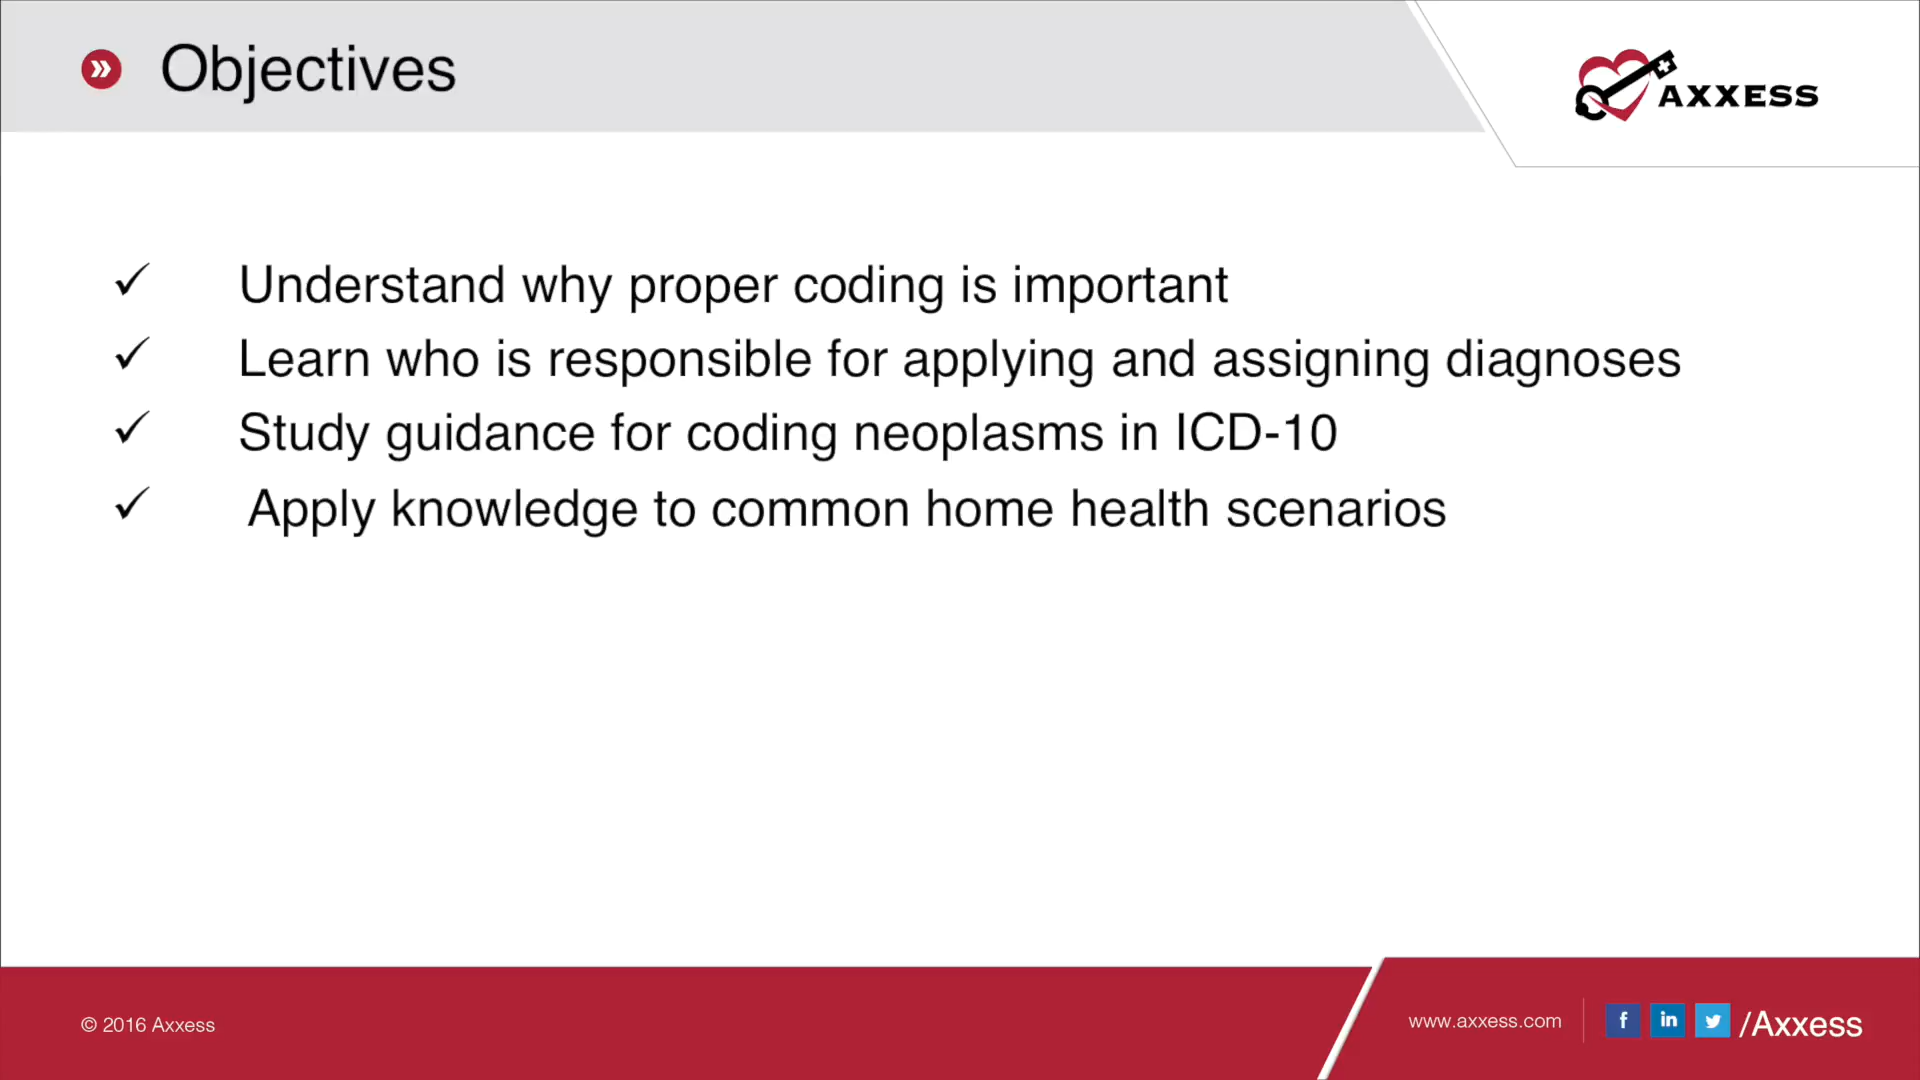 Objectives
AXXESS
Understand why proper coding is important
Learn who is responsible for applying and assigning diagnoses
Study guidance for coding neoplasms in ICD-10
Apply knowledge to common home health scenarios
© 2016 Axxess
www.axxess.com
/Axxess